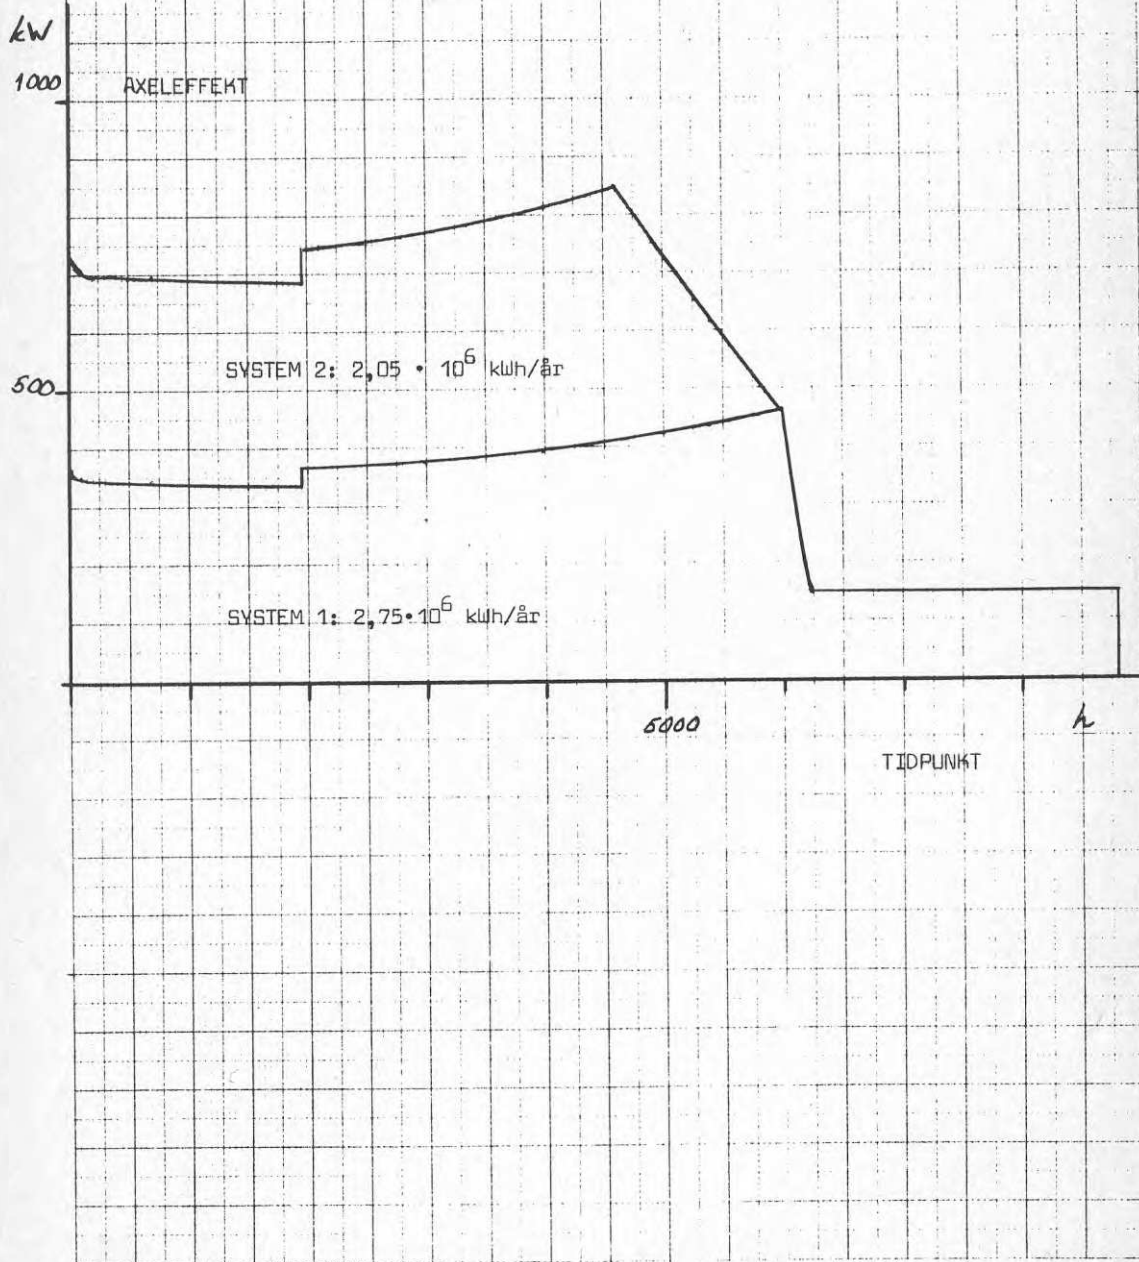 kW
1000
AXELEFFEKT
SYSTEM 2: 2,05 · 10⁶ kWh/år
500
SYSTEM 1: 2,75·10⁶ kWh/år
5000
h
TIDPUNKT